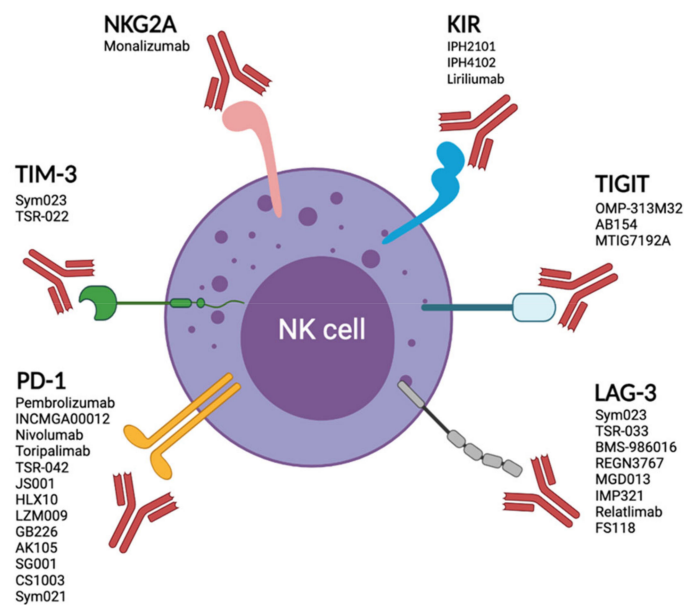 NKG2A
Monalizumab
KIR
IPH2101
IPH4102
Liriliumab
TIM-3
Sym023
TSR-022
TIGIT
OMP-313M32
AB154
MTIG7192A
NK cell
PD-1
Pembrolizumab
INCMGA00012
Nivolumab
Toripalimab
TSR-042
JS001
HLX10
LZM009
GB226
AK105
SG001
CS1003
Sym021
LAG-3
Sym023
TSR-033
BMS-986016
REGN3767
MGD013
IMP321
Relatlimab
FS118